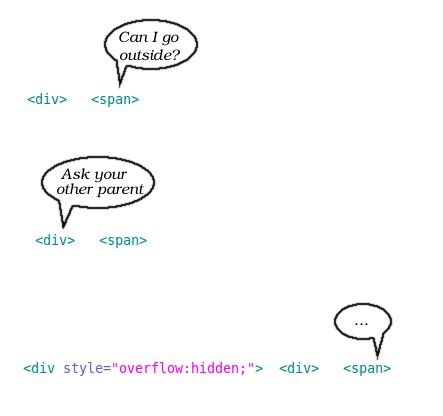 Can I go
outside?
<div> <span>
Ask your
other parent
<div> <span>
...
<div style="overflow:hidden;"> <div> <span>